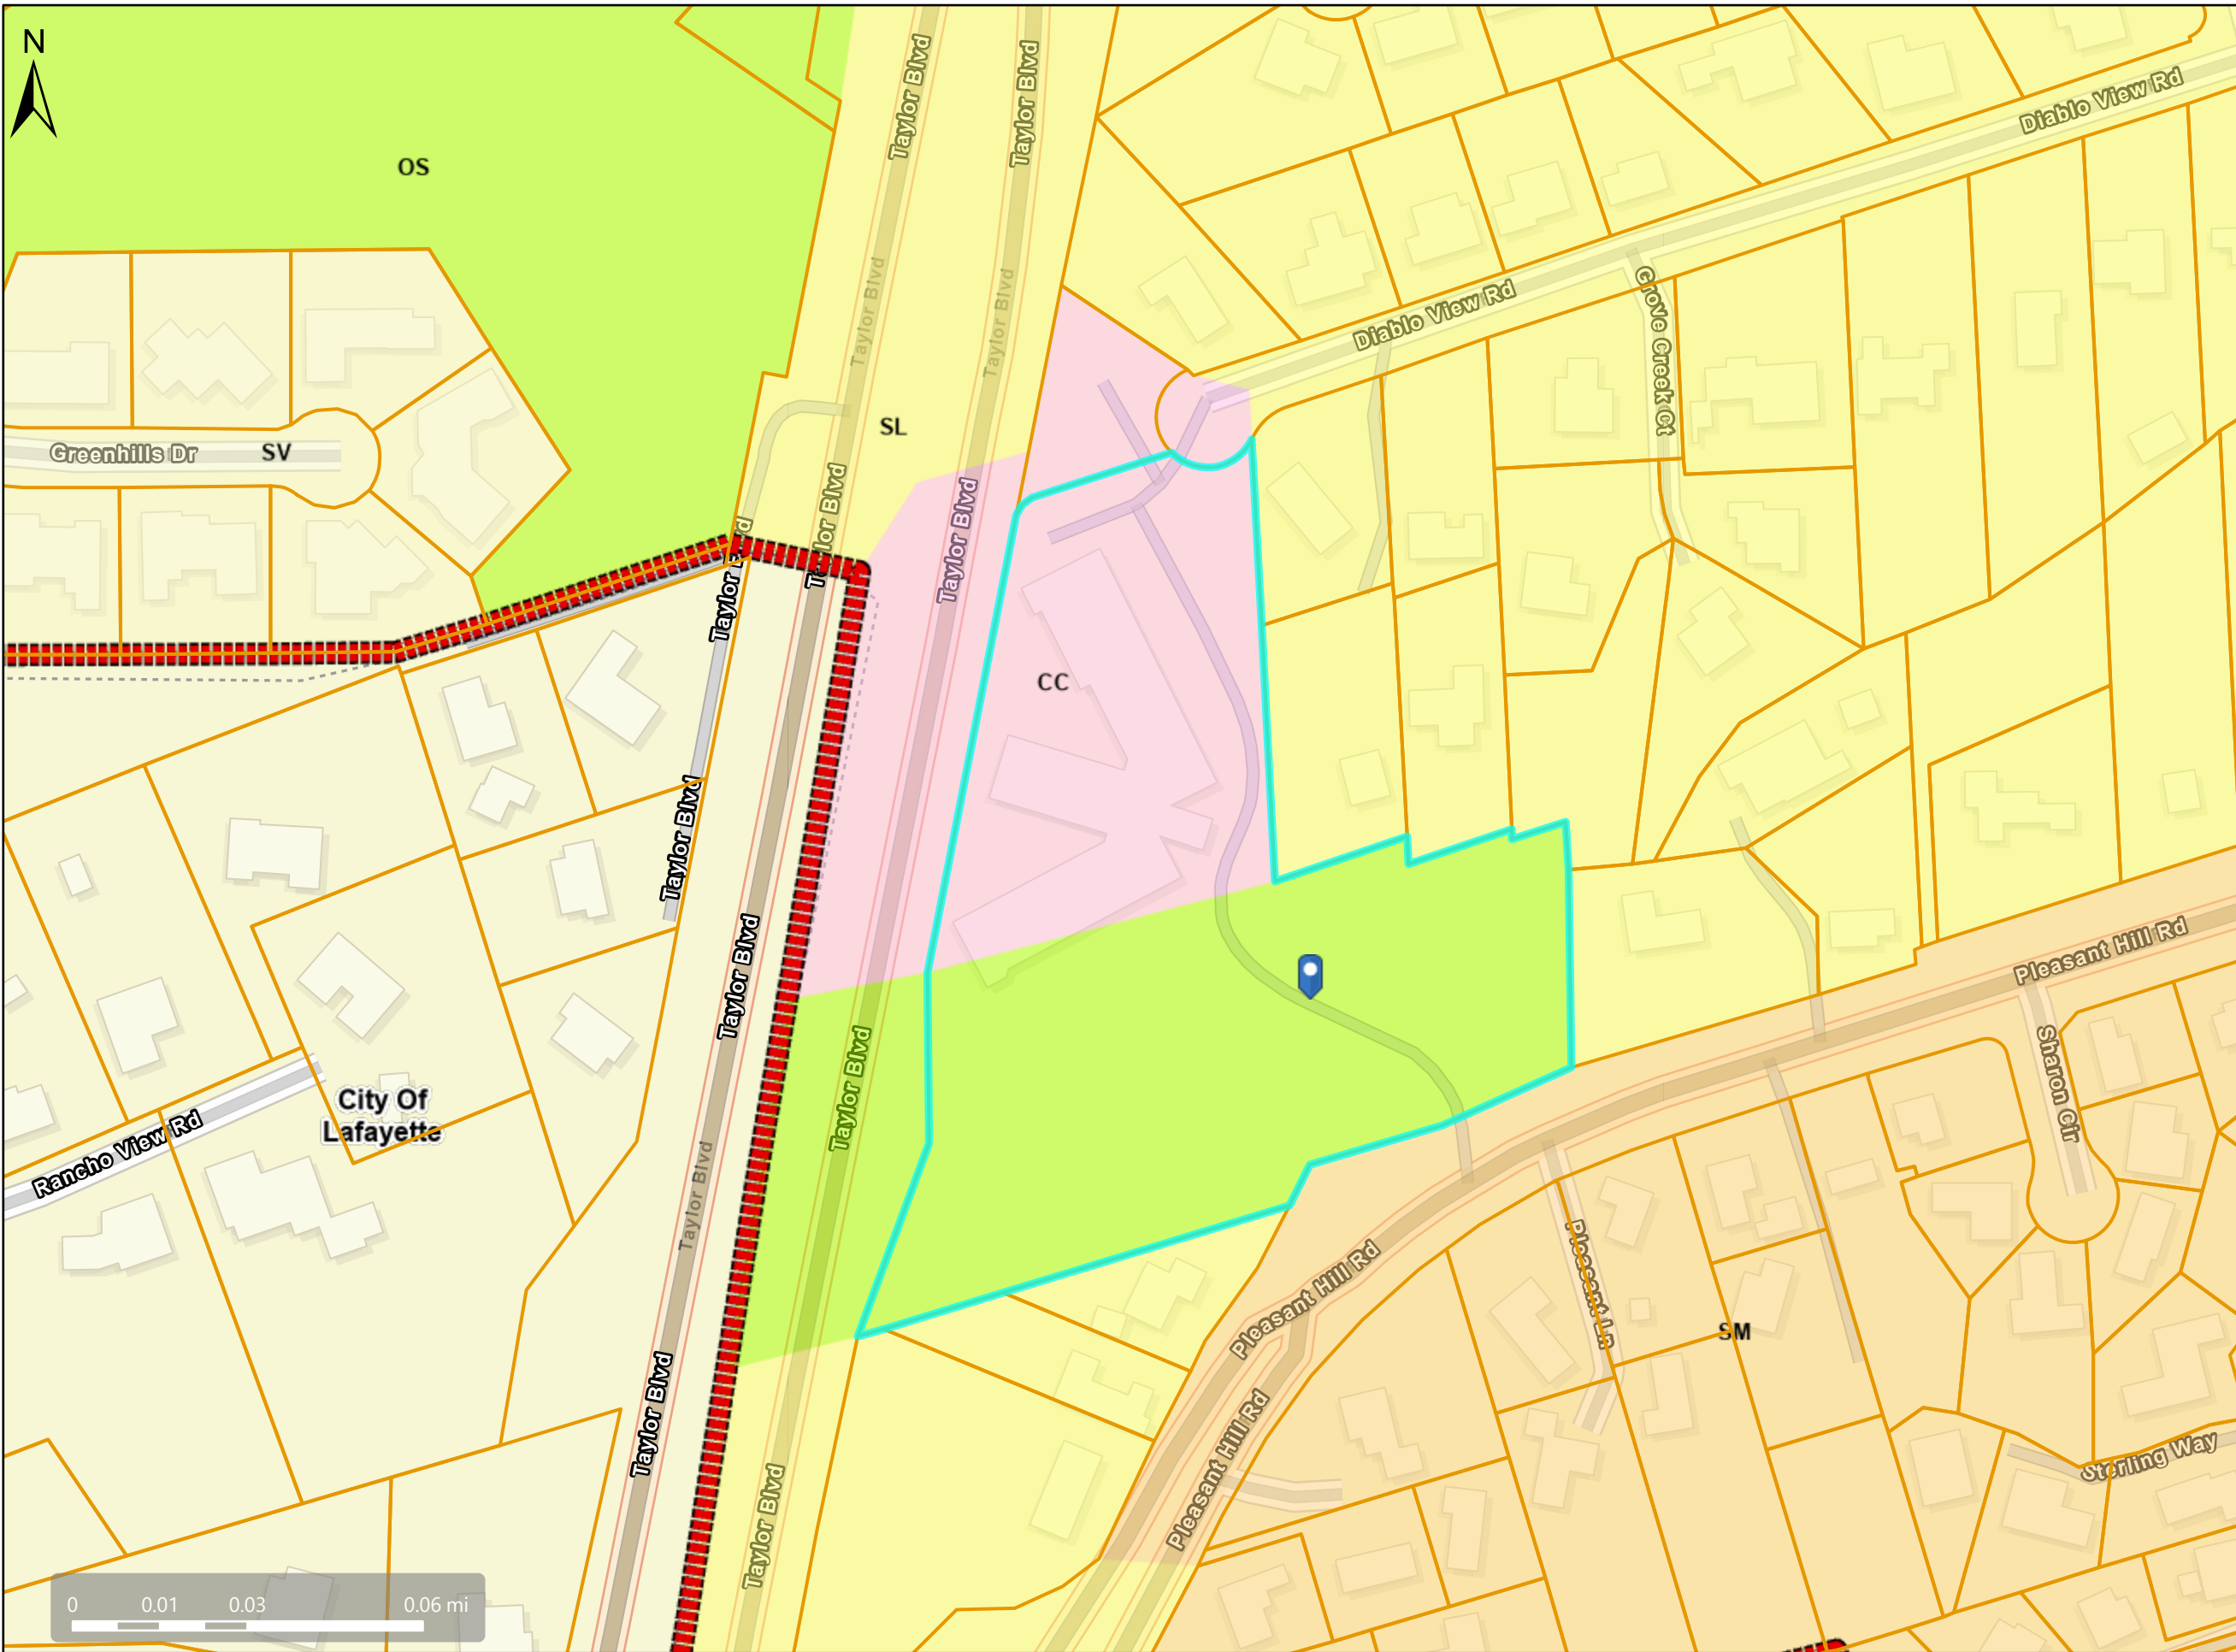 N
Taylor Blvd
Taylor Blvd
Diablo View Rd
OS
Taylor Blvd
Taylor Blvd
Diablo View Rd
Grove Creek Ct
SL
Greenhills Dr
SV
Taylor Blvd
Taylor Blvd
Taylor Blvd
CC
Taylor Blvd
Taylor Blvd
Pleasant Hill Rd
Taylor Blvd
Sharon Cir
City Of
Lafayette
Rancho View Rd
Taylor Blvd
Pleasant Ln
Pleasant Hill Rd
SM
Taylor Blvd
Pleasant Hill Rd
Sterling Way
Taylor Blvd
0 0.01 0.03 0.06 mi